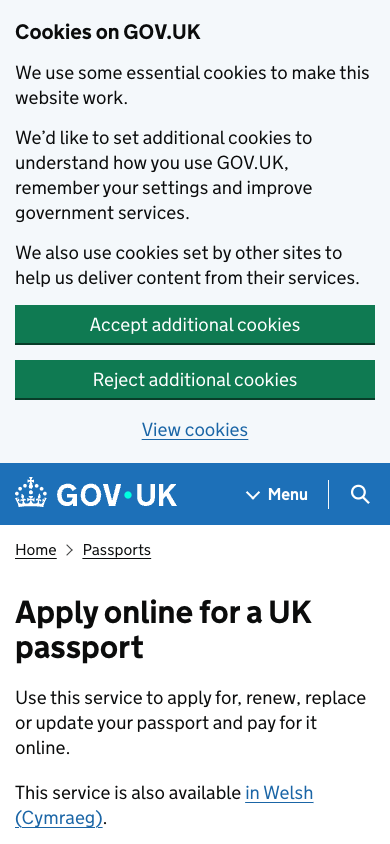 Cookies on GOV.UK
We use some essential cookies to make this
website work.
We’d like to set additional cookies to
understand how you use GOV.UK,
remember your settings and improve
government services.
We also use cookies set by other sites to
help us deliver content from their services.
Accept additional cookies
Reject additional cookies
View cookies
GOV·UK Menu
Home Passports
Apply online for a UK
passport
Use this service to apply for, renew, replace
or update your passport and pay for it
online.
This service is also available in Welsh
(Cymraeg).